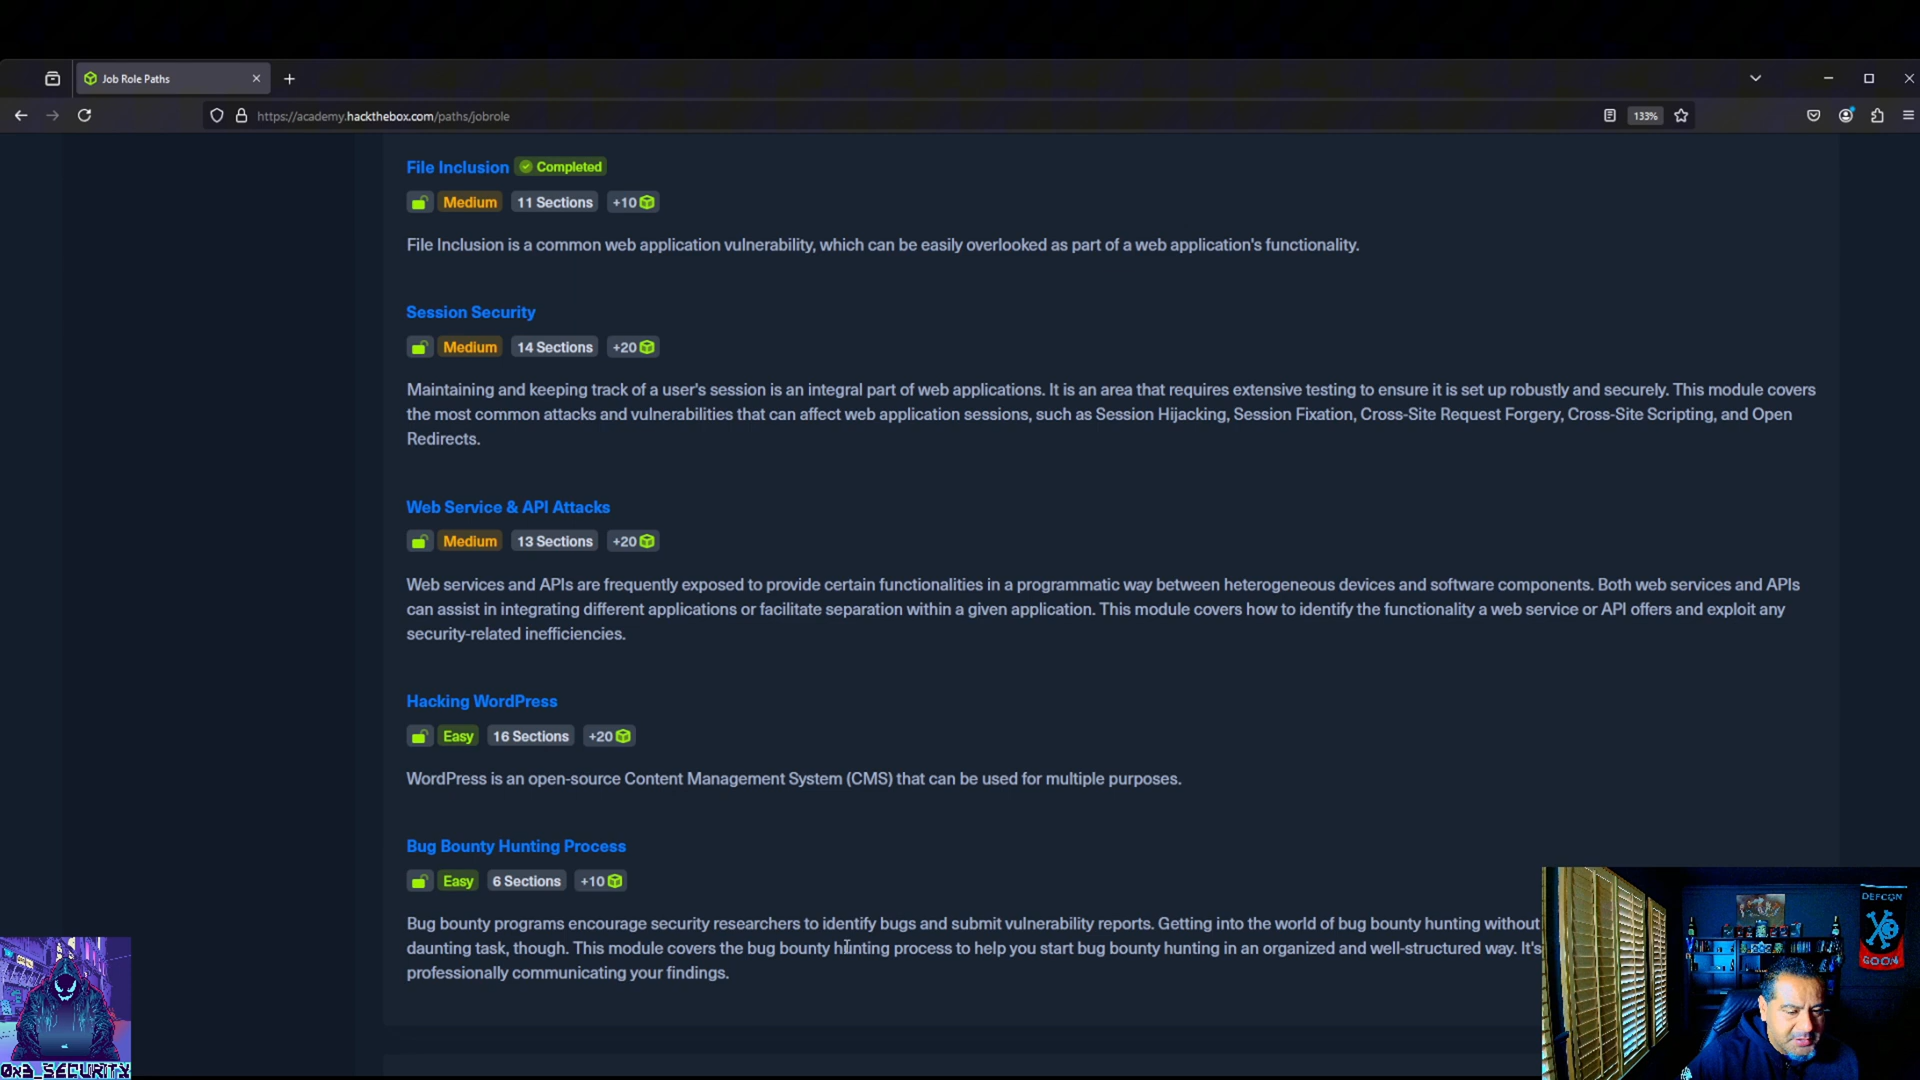 Job Role Paths
https://academy.hackthebox.com/paths/jobrole
133%
File Inclusion Completed
Medium 11 Sections +10
File Inclusion is a common web application vulnerability, which can be easily overlooked as part of a web application's functionality.
Session Security
Medium 14 Sections +20
Maintaining and keeping track of a user's session is an integral part of web applications. It is an area that requires extensive testing to ensure it is set up robustly and securely. This module covers
the most common attacks and vulnerabilities that can affect web application sessions, such as Session Hijacking, Session Fixation, Cross-Site Request Forgery, Cross-Site Scripting, and Open
Redirects.
Web Service & API Attacks
Medium 13 Sections +20
Web services and APIs are frequently exposed to provide certain functionalities in a programmatic way between heterogeneous devices and software components. Both web services and APIs
can assist in integrating different applications or facilitate separation within a given application. This module covers how to identify the functionality a web service or API offers and exploit any
security-related inefficiencies.
Hacking WordPress
Easy 16 Sections +20
WordPress is an open-source Content Management System (CMS) that can be used for multiple purposes.
Bug Bounty Hunting Process
Easy 6 Sections +10
Bug bounty programs encourage security researchers to identify bugs and submit vulnerability reports. Getting into the world of bug bounty hunting without
daunting task, though. This module covers the bug bounty hunting process to help you start bug bounty hunting in an organized and well-structured way. It's
professionally communicating your findings.
DEFCON
GOON
0x3_SECURITY